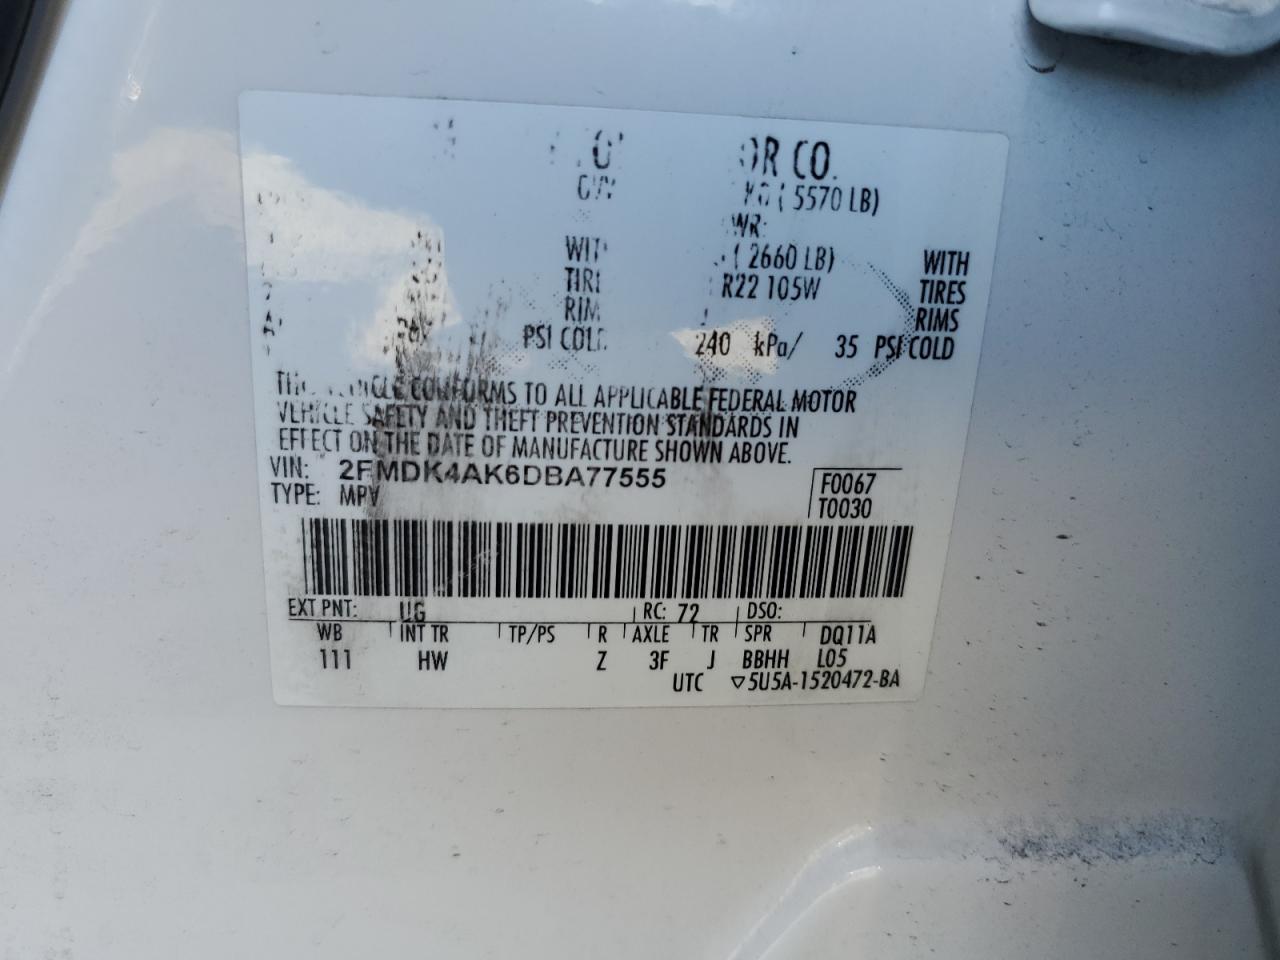 OR CO.
( 5570 LB)
( 2660 LB) WITH
R22 105W TIRES
RIMS
PSI COLD 240 kPa/ 35 PSI COLD
VEHICLE CONFORMS TO ALL APPLICABLE FEDERAL MOTOR
VEHICLE SAFETY AND THEFT PREVENTION STANDARDS IN
EFFECT ON THE DATE OF MANUFACTURE SHOWN ABOVE.
VIN: 2FMDK4AK6DBA77555
TYPE: MPV
F0067
T0030
EXT PNT: UG RC: 72 DSO:
WB INT TR TP/PS R AXLE TR SPR DQ11A
111 HW Z 3F J BBHH L05
UTC ▽5U5A-1520472-BA